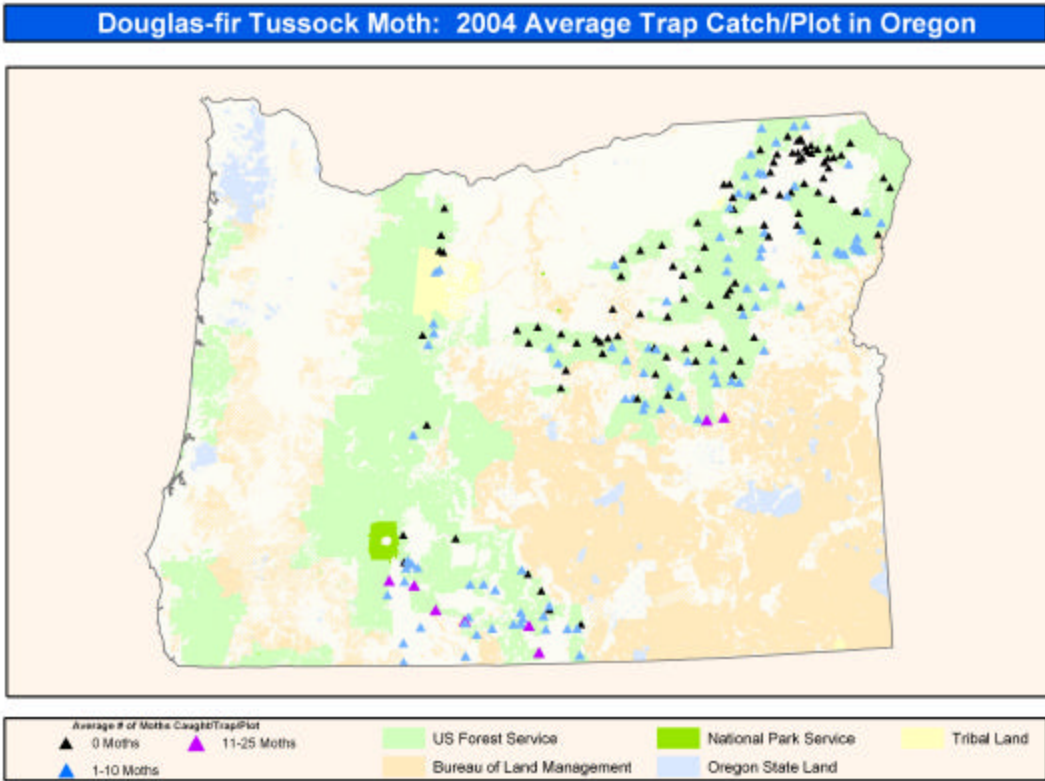 Douglas-fir Tussock Moth: 2004 Average Trap Catch/Plot in Oregon
Average # of Moths Caught/Trap/Plot
0 Moths
11-25 Moths
1-10 Moths
US Forest Service
Bureau of Land Management
National Park Service
Oregon State Land
Tribal Land